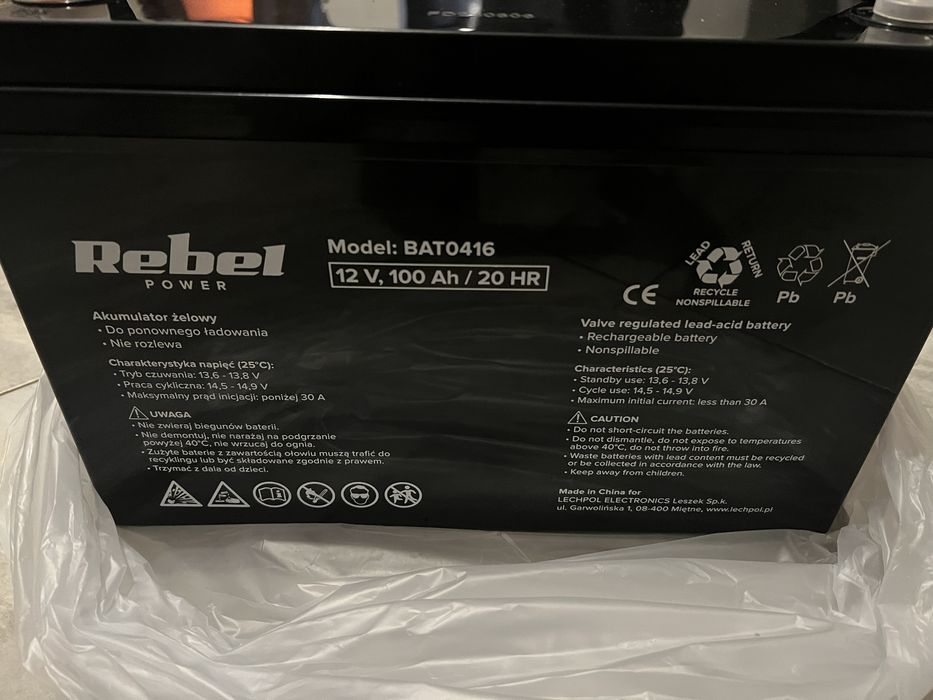 Rebel
POWER
Model: BAT0416
12 V, 100 Ah / 20 HR
CE
LEAD
RETURN
RECYCLE
NONSPILLABLE
Pb
Pb
Akumulator żelowy
• Do ponownego ładowania
• Nie rozlewa
Charakterystyka napięć (25°C):
• Tryb czuwania: 13,6 - 13,8 V
• Praca cykliczna: 14,5 - 14,9 V
• Maksymalny prąd inicjacji: poniżej 30 A
UWAGA
• Nie zwieraj biegunów baterii.
• Nie demontuj, nie narażaj na podgrzanie
powyżej 40°C, nie wrzucaj do ognia.
• Zużyte baterie z zawartością ołowiu muszą trafić do
recyklingu lub być składowane zgodnie z prawem.
• Trzymać z dala od dzieci.
Valve regulated lead-acid battery
• Rechargeable battery
• Nonspillable
Characteristics (25°C):
• Standby use: 13,6 - 13,8 V
• Cycle use: 14,5 - 14,9 V
• Maximum initial current: less than 30 A
CAUTION
• Do not short-circuit the batteries.
• Do not dismantle, do not expose to temperatures
above 40°C, do not throw into fire.
• Waste batteries with lead content must be recycled
or be collected in accordance with the law.
• Keep away from children.
Made in China for
LECHPOL ELECTRONICS Leszek Sp.k.
ul. Garwolińska 1, 08-400 Miętne, www.lechpol.pl